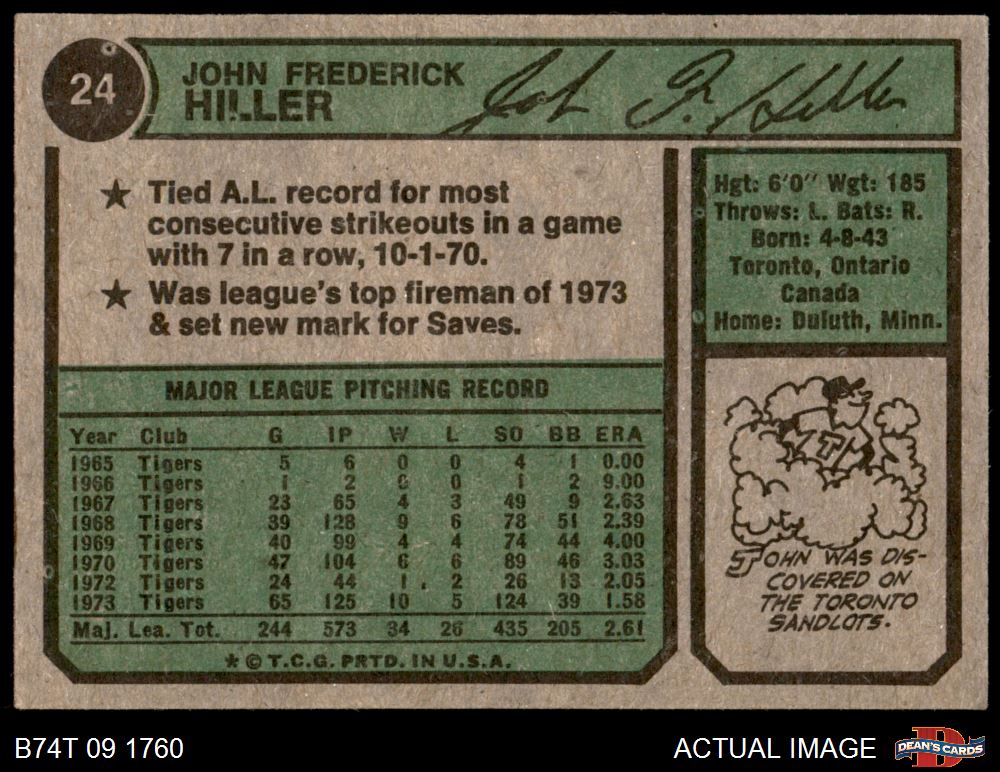 24
JOHN FREDERICK
HILLER
John F. Hiller
★ Tied A.L. record for most
consecutive strikeouts in a game
with 7 in a row, 10-1-70.
★ Was league's top fireman of 1973
& set new mark for Saves.
Hgt: 6'0" Wgt: 185
Throws: L. Bats: R.
Born: 4-8-43
Toronto, Ontario
Canada
Home: Duluth, Minn.
MAJOR LEAGUE PITCHING RECORD
Year Club G IP W L SO BB ERA
1965 Tigers 5 6 0 0 4 1 0.00
1966 Tigers 1 2 0 0 1 2 9.00
1967 Tigers 23 65 4 3 49 9 2.63
1968 Tigers 39 128 9 6 78 51 2.39
1969 Tigers 40 99 4 4 74 44 4.00
1970 Tigers 47 104 6 6 89 46 3.03
1972 Tigers 24 44 1 2 26 13 2.05
1973 Tigers 65 125 10 5 124 39 1.58
Maj. Lea. Tot. 244 573 34 26 435 205 2.61
★ © T.C.G. PRTD. IN U.S.A.
JOHN WAS DIS-
COVERED ON
THE TORONTO
SANDLOTS.
B74T 09 1760
ACTUAL IMAGE
D
DEAN'S CARDS